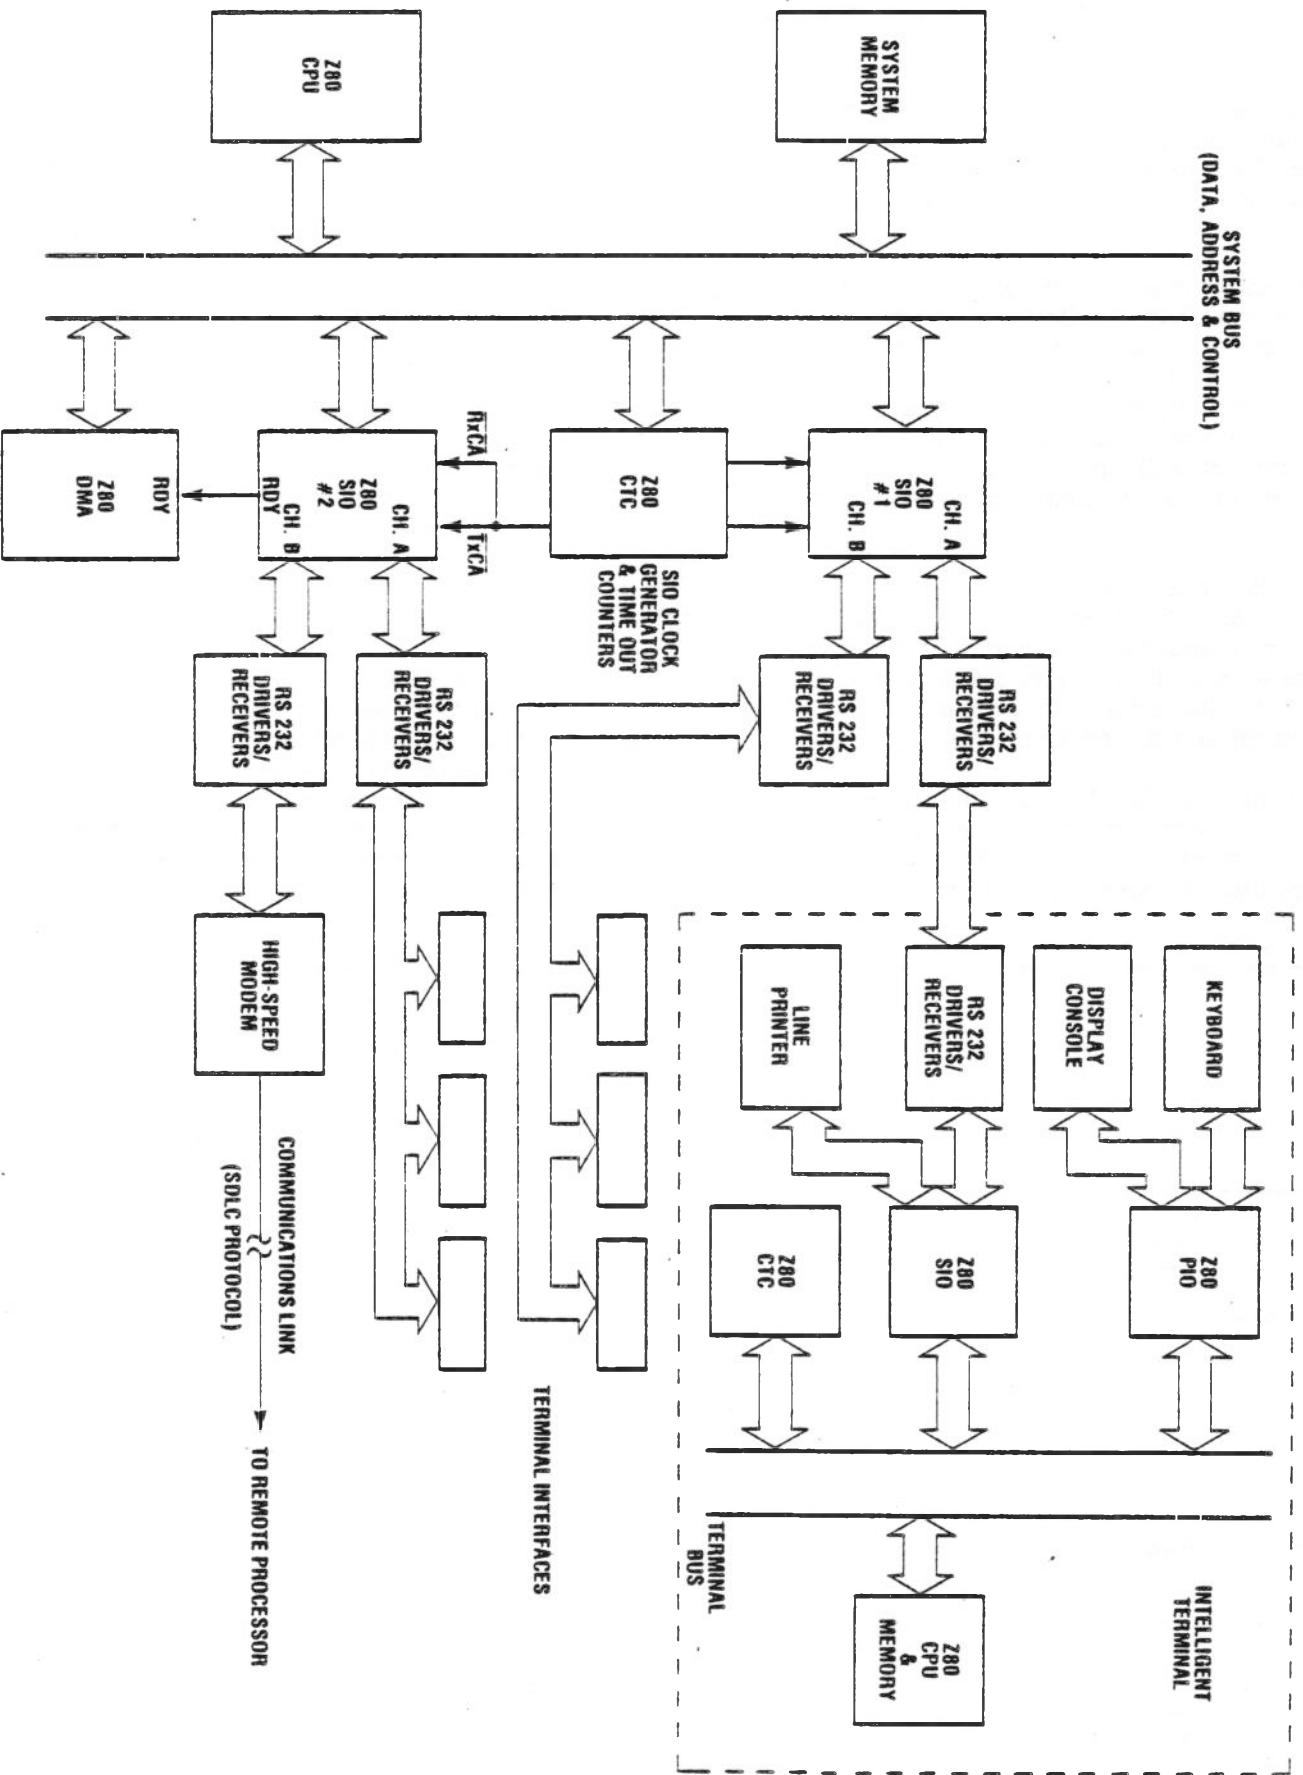 SYSTEM BUS
(DATA, ADDRESS & CONTROL)
SYSTEM
MEMORY
Z80
CPU
CH. A
Z80
SIO
#1
CH. B
Z80
CTC
SIO CLOCK
GENERATOR
& TIME OUT
COUNTERS
RxCA
TxCA
CH. A
Z80
SIO
#2
CH. B
RDY
RDY
Z80
DMA
RS 232
DRIVERS/
RECEIVERS
RS 232
DRIVERS/
RECEIVERS
RS 232
DRIVERS/
RECEIVERS
RS 232
DRIVERS/
RECEIVERS
HIGH-SPEED
MODEM
COMMUNICATIONS LINK
(SDLC PROTOCOL)
TO REMOTE PROCESSOR
TERMINAL INTERFACES
INTELLIGENT
TERMINAL
KEYBOARD
DISPLAY
CONSOLE
RS 232
DRIVERS/
RECEIVERS
LINE
PRINTER
Z80
PIO
Z80
SIO
Z80
CTC
TERMINAL
BUS
Z80
CPU
&
MEMORY